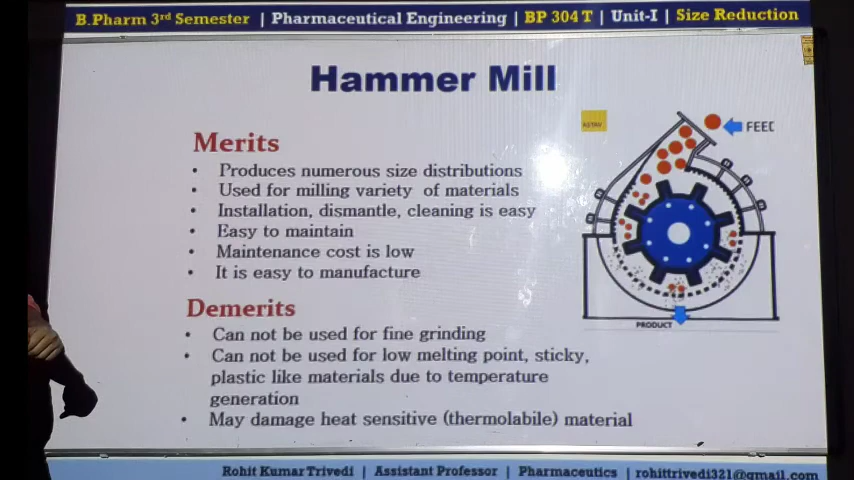 B.Pharm 3rd Semester | Pharmaceutical Engineering | BP 304 T | Unit-I | Size Reduction
Hammer Mill
Merits
• Produces numerous size distributions
• Used for milling variety of materials
• Installation, dismantle, cleaning is easy
• Easy to maintain
• Maintenance cost is low
• It is easy to manufacture
Demerits
• Can not be used for fine grinding
• Can not be used for low melting point, sticky,
plastic like materials due to temperature
generation
• May damage heat sensitive (thermolabile) material
FEED
PRODUCT
Rohit Kumar Trivedi | Assistant Professor | Pharmaceutics | rohittrivedi321@gmail.com